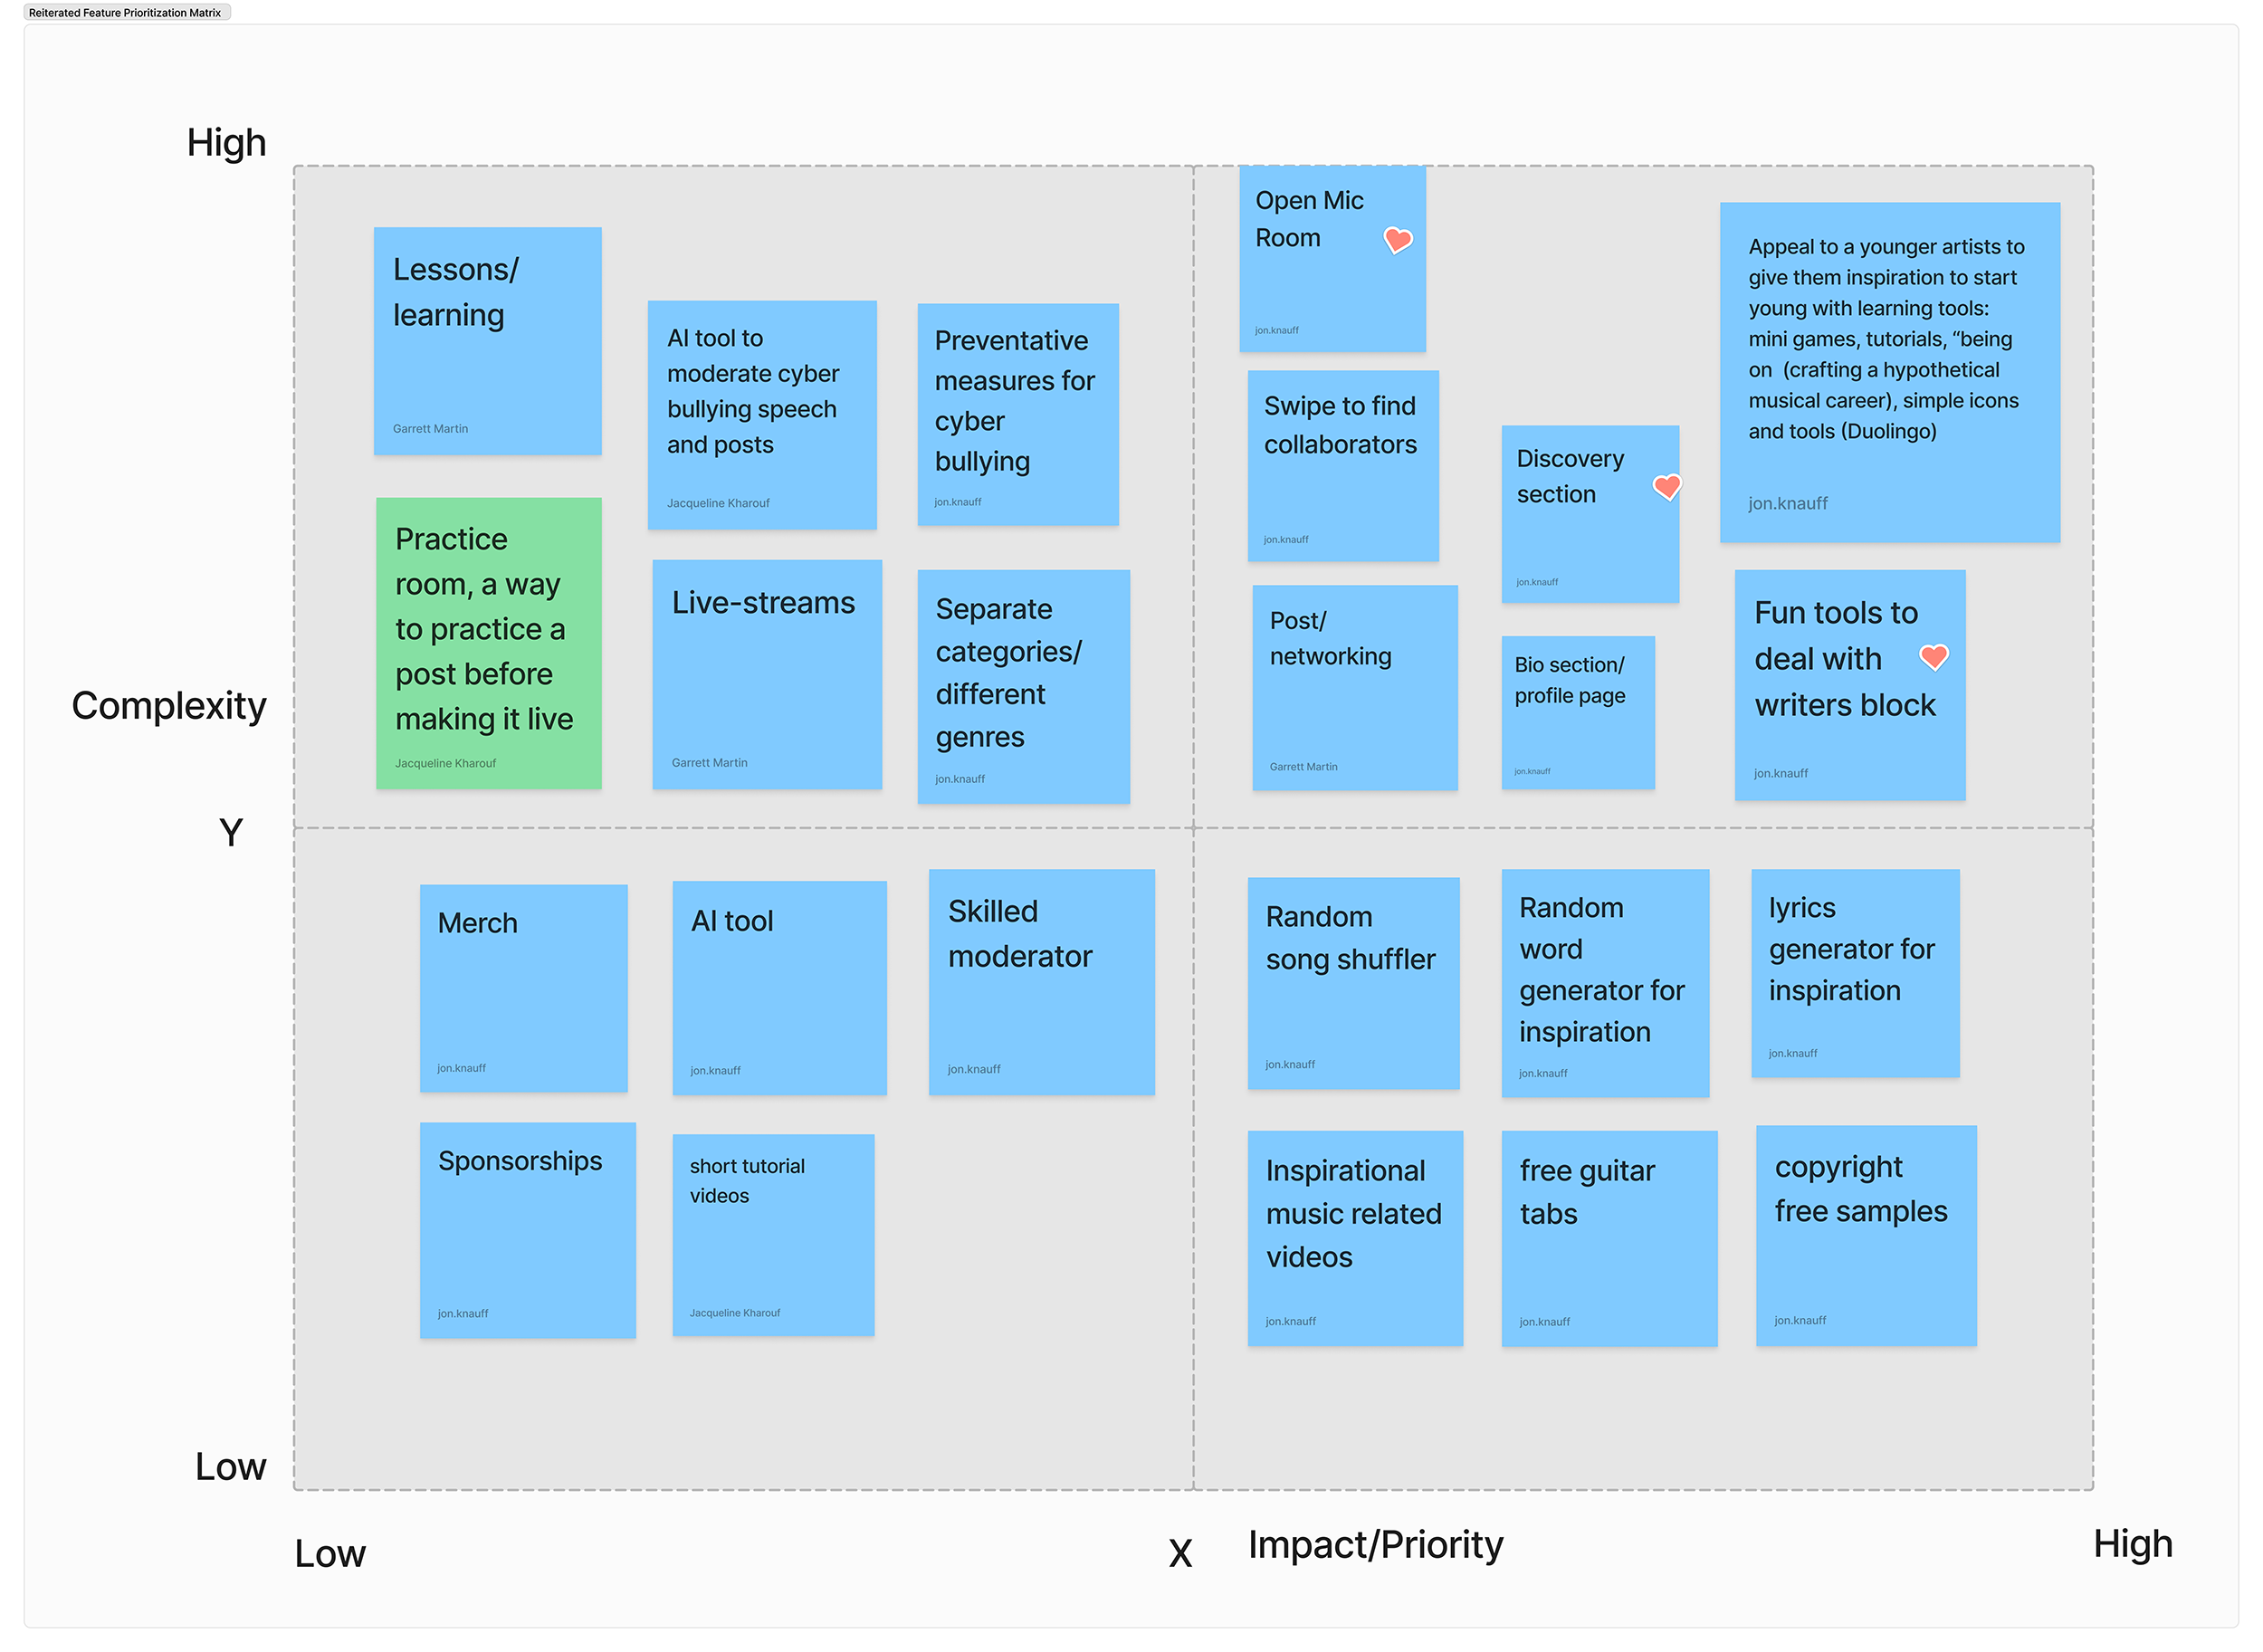 Reiterated Feature Prioritization Matrix
High
Lessons/
learning
Garrett Martin
AI tool to
moderate cyber
bullying speech
and posts
Jacqueline Kharouf
Preventative
measures for
cyber
bullying
jon.knauff
Practice
room, a way
to practice a
post before
making it live
Jacqueline Kharouf
Live-streams
Garrett Martin
Separate
categories/
different
genres
jon.knauff
Open Mic
Room
jon.knauff
Swipe to find
collaborators
jon.knauff
Post/
networking
Garrett Martin
Discovery
section
jon.knauff
Bio section/
profile page
jon.knauff
Appeal to a younger artists to
give them inspiration to start
young with learning tools:
mini games, tutorials, “being
on  (crafting a hypothetical
musical career), simple icons
and tools (Duolingo)
jon.knauff
Fun tools to
deal with
writers block
jon.knauff
Complexity
Y
Merch
jon.knauff
AI tool
jon.knauff
Skilled
moderator
jon.knauff
Sponsorships
jon.knauff
short tutorial
videos
Jacqueline Kharouf
Random
song shuffler
jon.knauff
Random
word
generator for
inspiration
jon.knauff
lyrics
generator for
inspiration
jon.knauff
Inspirational
music related
videos
jon.knauff
free guitar
tabs
jon.knauff
copyright
free samples
jon.knauff
Low
Low
X
Impact/Priority
High